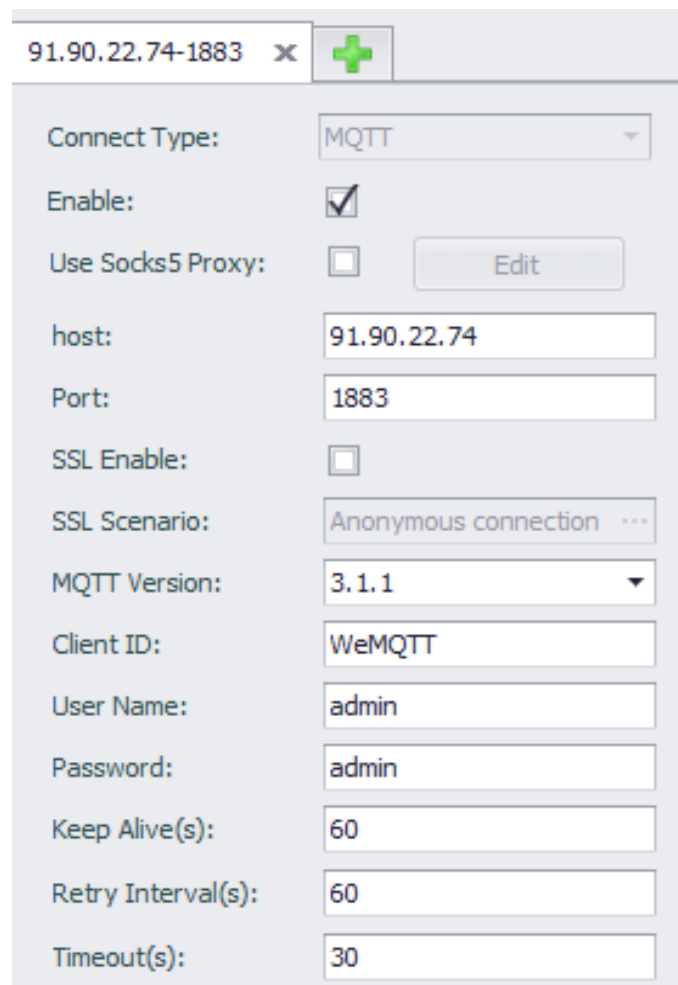 91.90.22.74-1883
Connect Type: MQTT
Enable:
Use Socks5 Proxy: Edit
host: 91.90.22.74
Port: 1883
SSL Enable:
SSL Scenario: Anonymous connection ...
MQTT Version: 3.1.1
Client ID: WeMQTT
User Name: admin
Password: admin
Keep Alive(s): 60
Retry Interval(s): 60
Timeout(s): 30